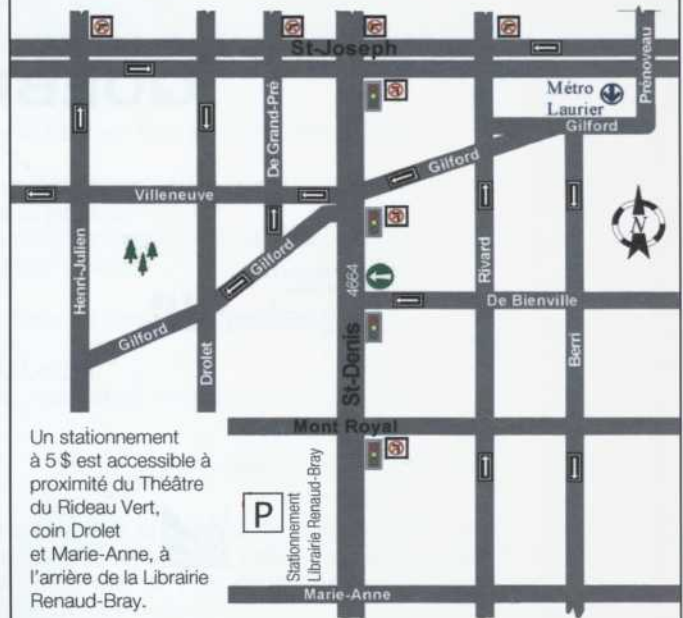 St-Joseph
Prénoveau
Métro
Laurier
Gilford
De Grand-Pré
Gilford
Villeneuve
Henri-Julien
Gilford
Rivard
N
4664
De Bienville
Gilford
Drolet
St-Denis
Berri
Mont Royal
Un stationnement
à 5 $ est accessible à
proximité du Théâtre
du Rideau Vert,
coin Drolet
et Marie-Anne, à
l'arrière de la Librairie
Renaud-Bray.
P
Stationnement
Librairie Renaud-Bray
Marie-Anne